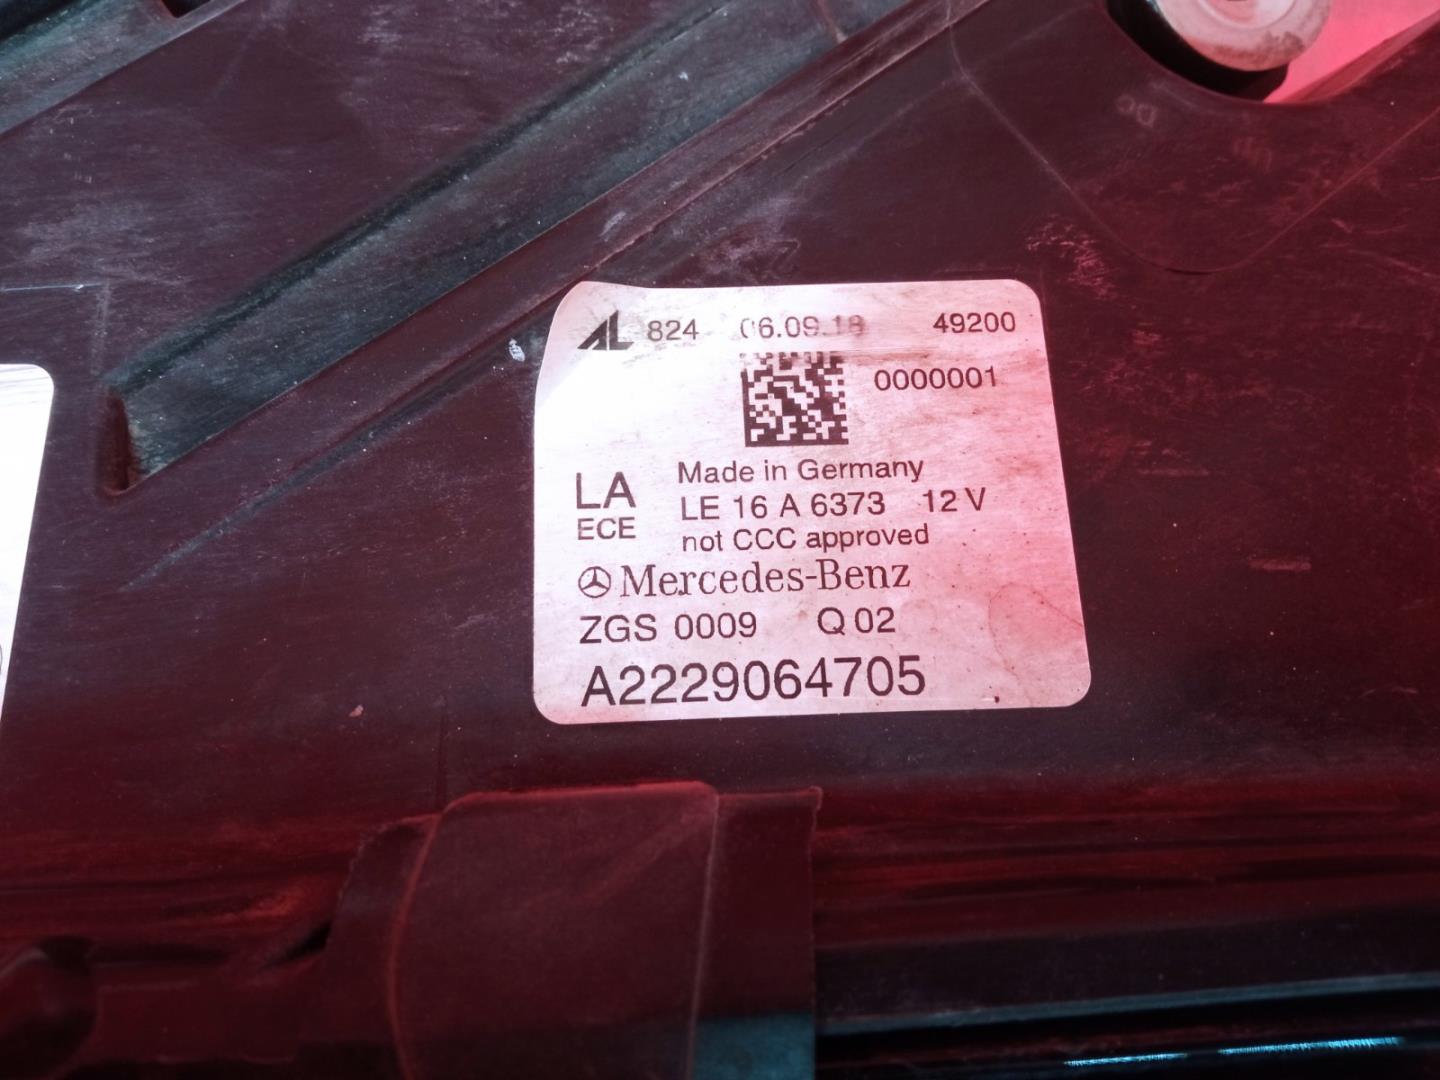 AL 824 06.09.18 49200
0000001
Made in Germany
LA LE 16 A 6373 12 V
ECE not CCC approved
Mercedes-Benz
ZGS 0009 Q 02
A2229064705